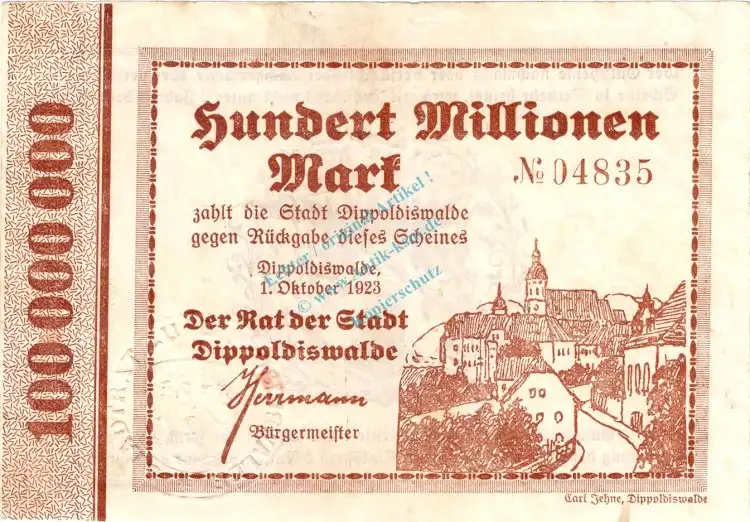 100 000 000
Hundert Millionen
Mark
№ 04835
zahlt die Stadt Dippoldiswalde
gegen Rückgabe dieses Scheines
Dippoldiswalde,
1. Oktober 1923
Der Rat der Stadt
Dippoldiswalde
Herrmann
Bürgermeister
Carl Jehne, Dippoldiswalde